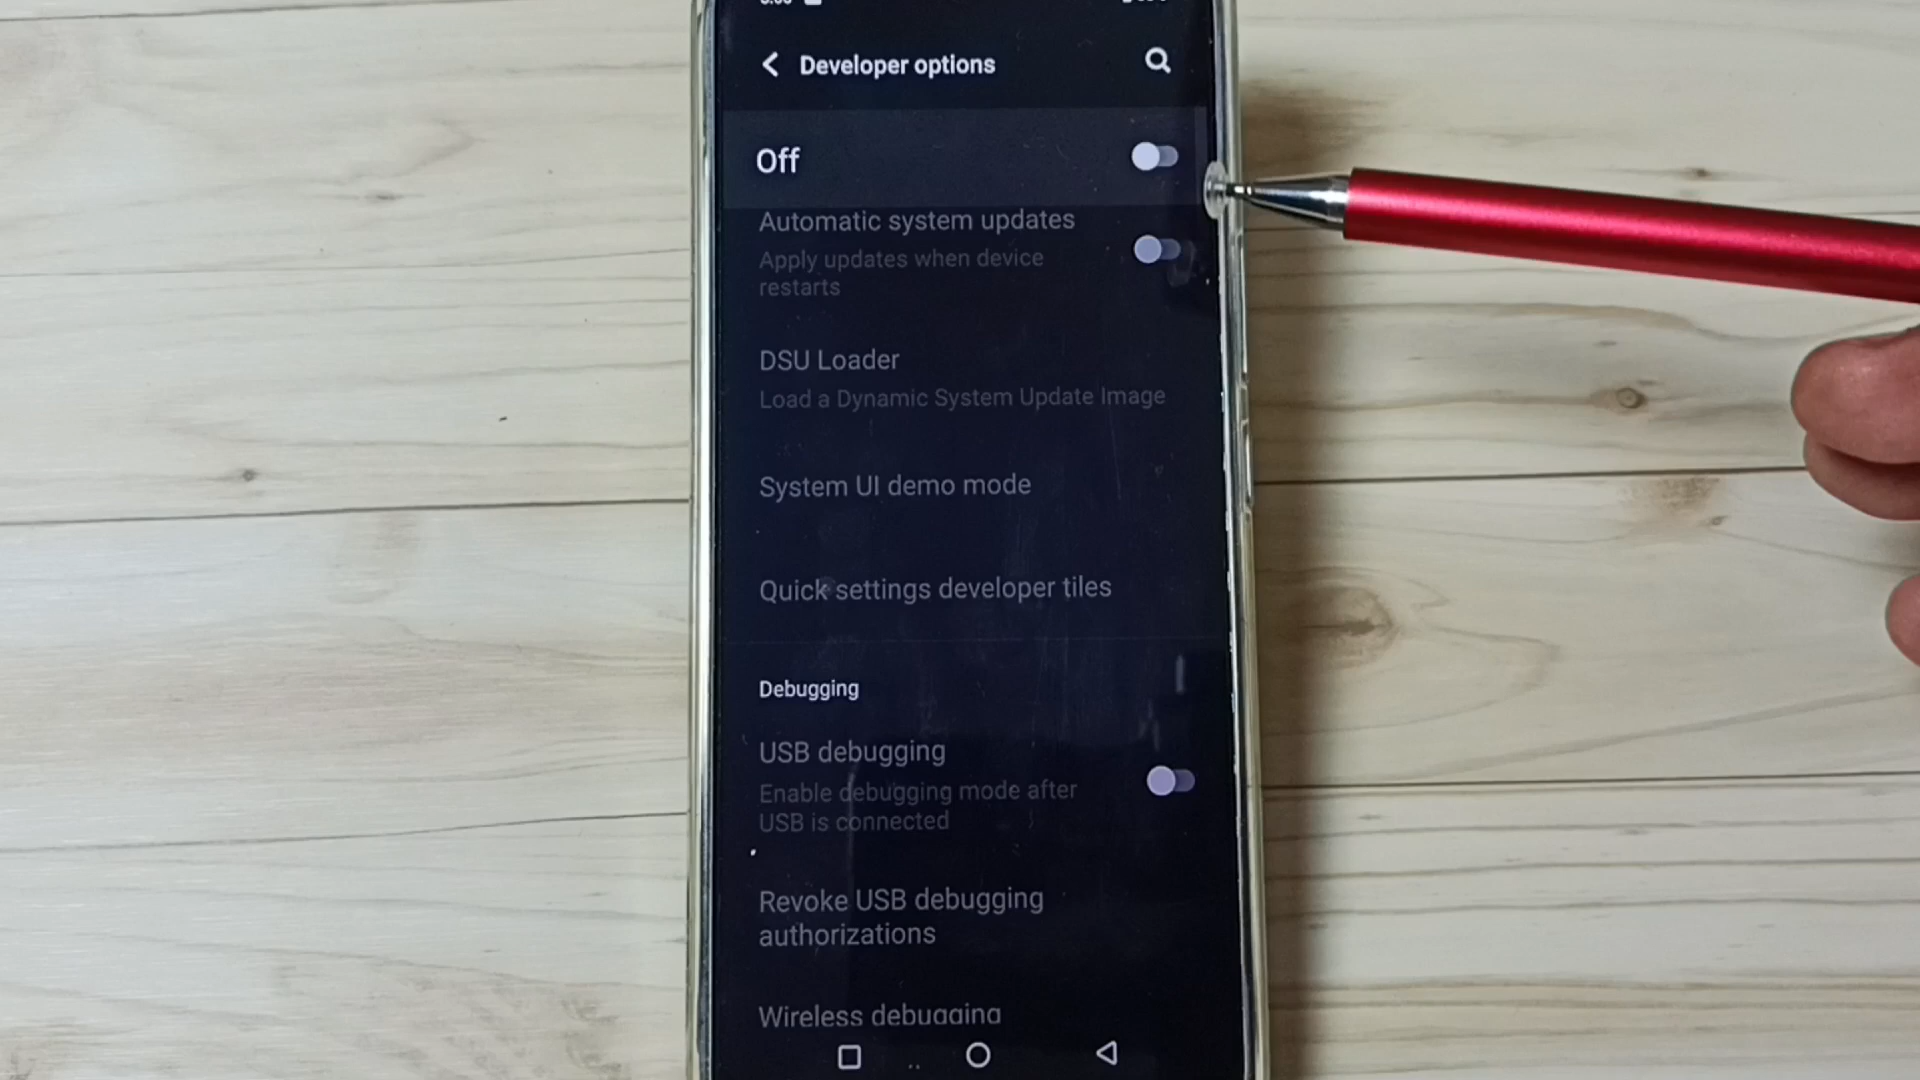 Developer options
Off
Automatic system updates
Apply updates when device
restarts
DSU Loader
Load a Dynamic System Update Image
System UI demo mode
Quick settings developer tiles
Debugging
USB debugging
Enable debugging mode after
USB is connected
Revoke USB debugging
authorizations
Wireless debugging